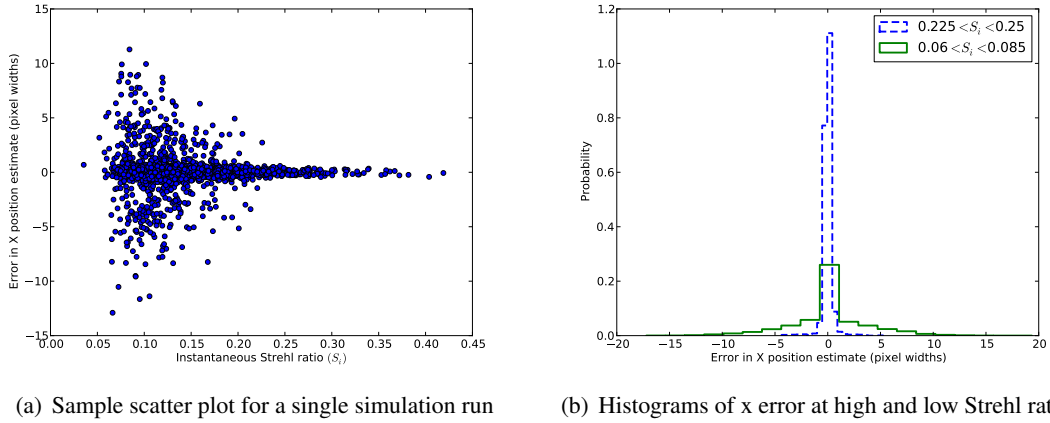 15
10
5
0
−5
−10
−15
0.00 0.05 0.10 0.15 0.20 0.25 0.30 0.35 0.40 0.45
Error in X position estimate (pixel widths)
Instantaneous Strehl ratio (S_i)
(a) Sample scatter plot for a single simulation run
0.225 <S_i <0.25
0.06 <S_i <0.085
1.2
1.0
0.8
0.6
0.4
0.2
0.0
−20 −15 −10 −5 0 5 10 15 20
Probability
Error in X position estimate (pixel widths)
(b) Histograms of x error at high and low Strehl rat